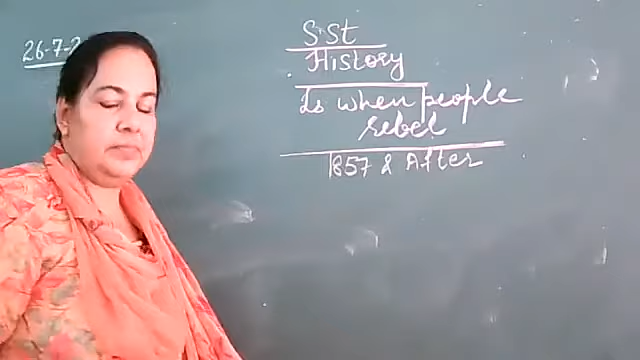 26-7-2
S.St
History
Ls when people
rebel
1857 & After